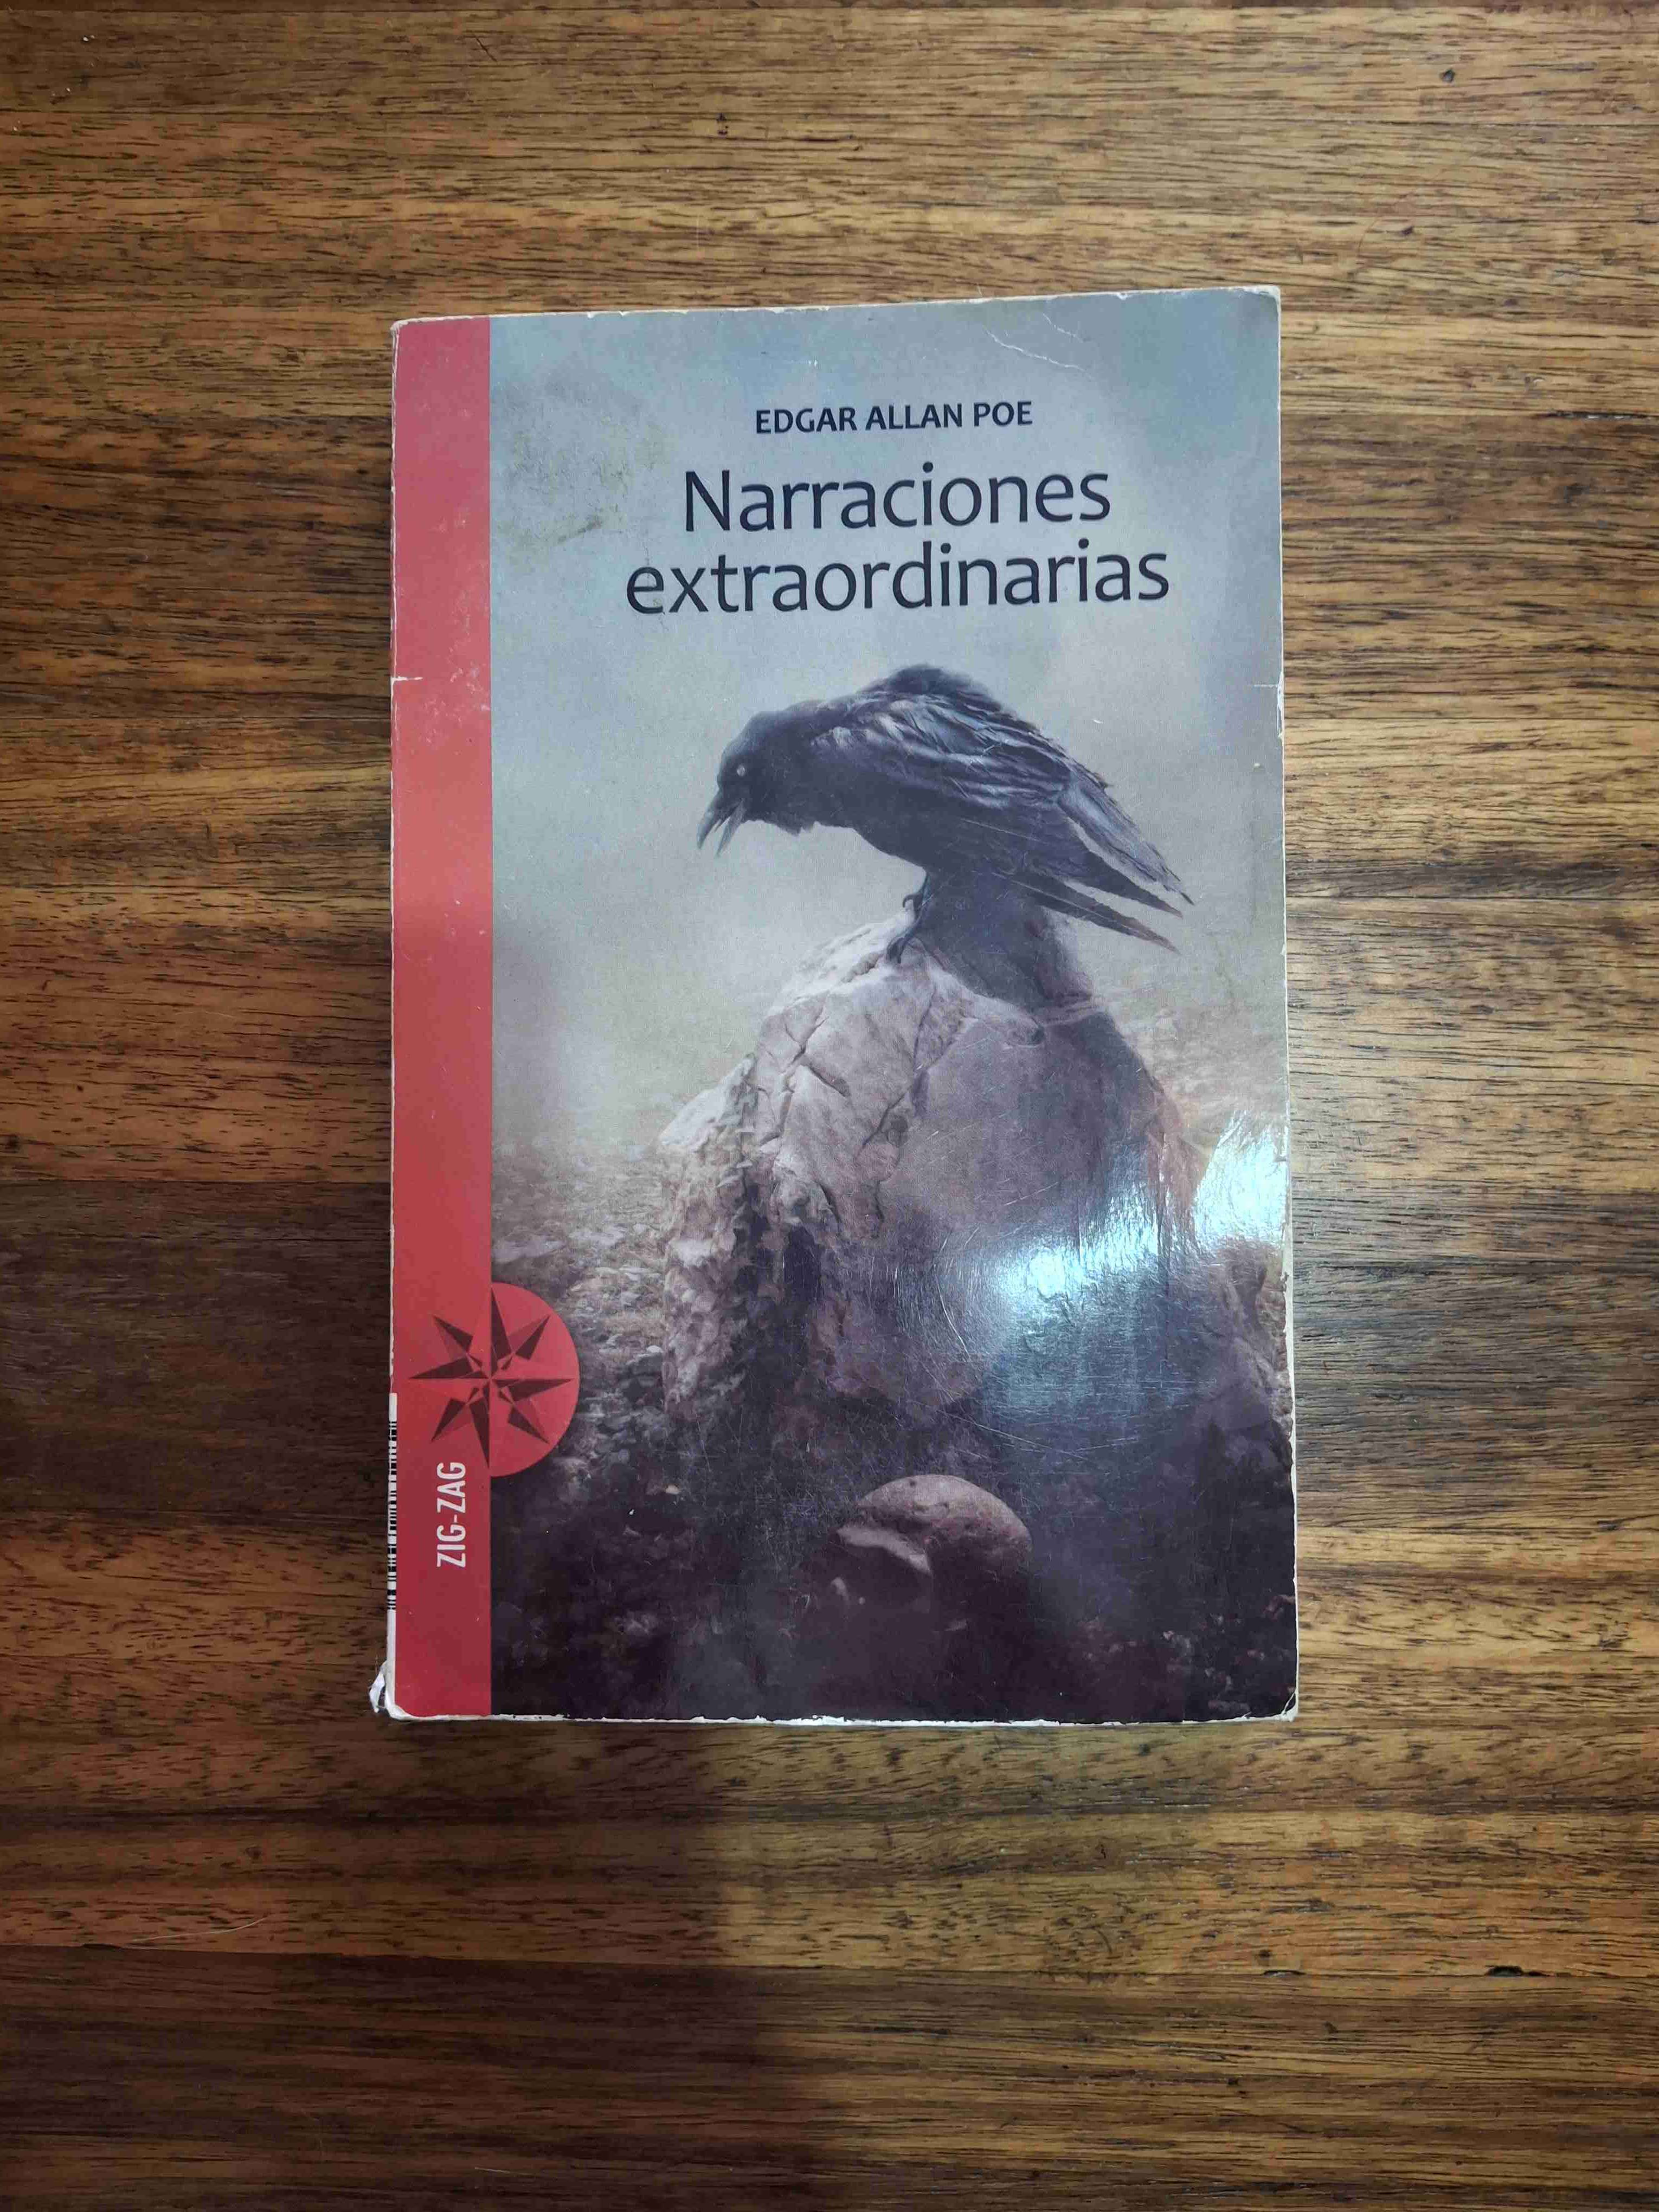 EDGAR ALLAN POE
Narraciones
extraordinarias
ZIG-ZAG